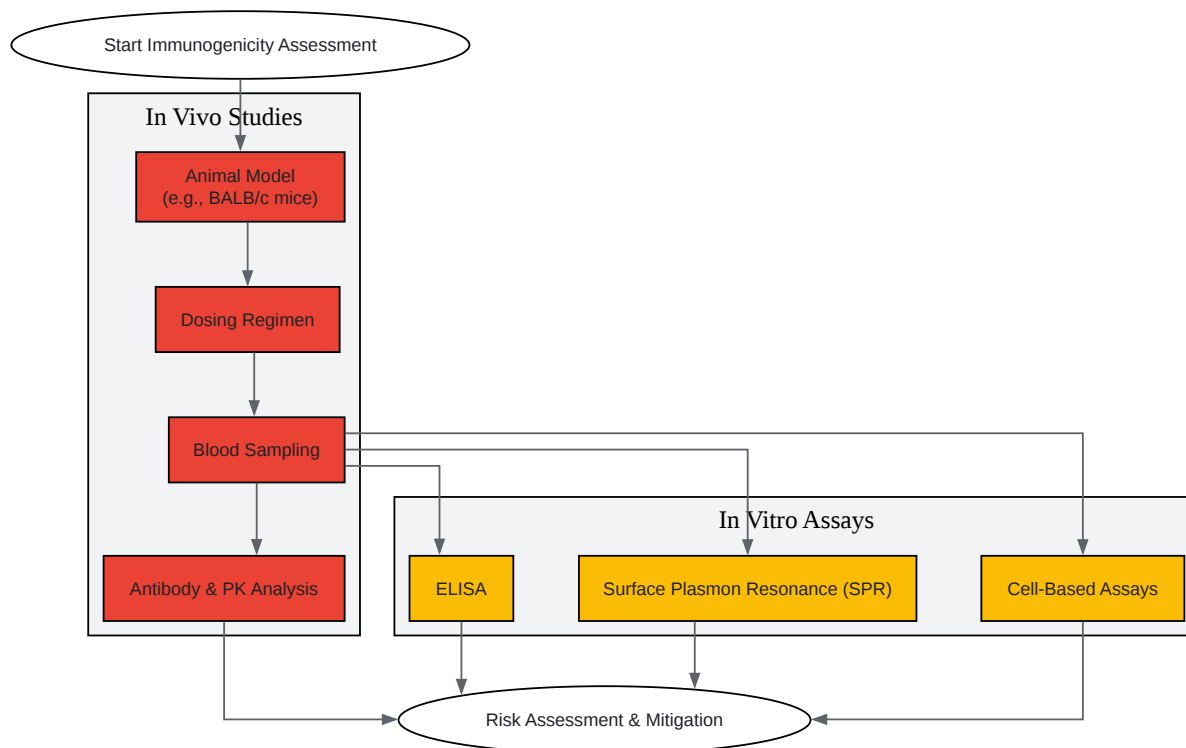 Start Immunogenicity Assessment
In Vivo Studies
Animal Model
(e.g., BALB/c mice)
Dosing Regimen
Blood Sampling
In Vitro Assays
Antibody & PK Analysis
ELISA
Surface Plasmon Resonance (SPR)
Cell-Based Assays
Risk Assessment & Mitigation